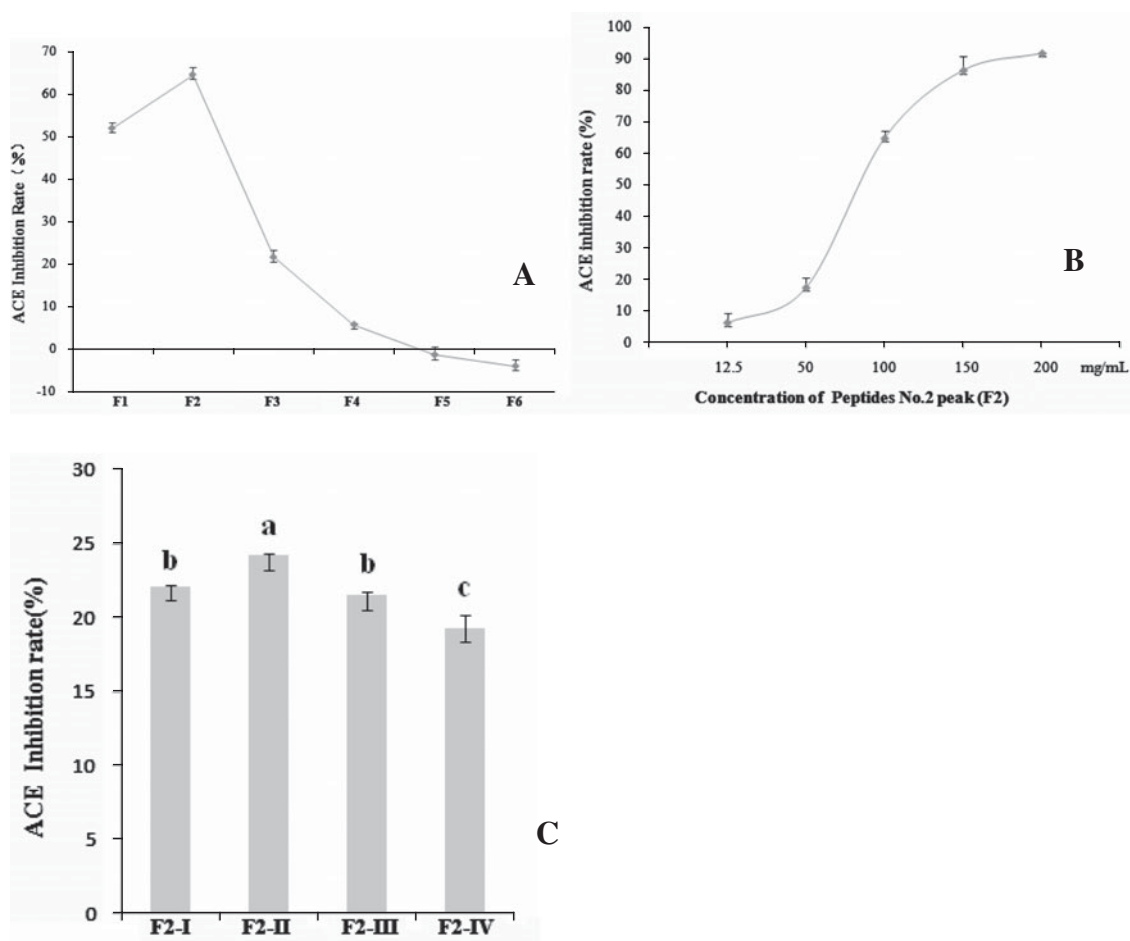 70
60
50
40
30
20
10
0
-10
ACE Inhibition Rate (%)
F1 F2 F3 F4 F5 F6
A
100
90
80
70
60
50
40
30
20
10
0
ACE inhibition rate (%)
12.5 50 100 150 200 mg/mL
Concentration of Peptides No.2 peak (F2)
B
30
25
20
15
10
5
0
ACE Inhibition rate(%)
b a b c
F2-I F2-II F2-III F2-IV
C